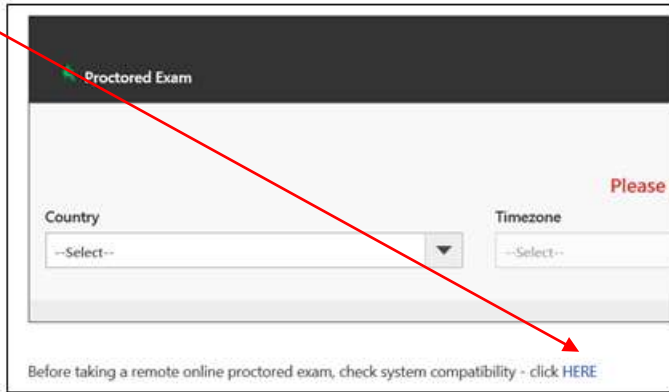 Proctored Exam
Please
Country
Timezone
--Select--
--Select--
Before taking a remote online proctored exam, check system compatibility - click HERE